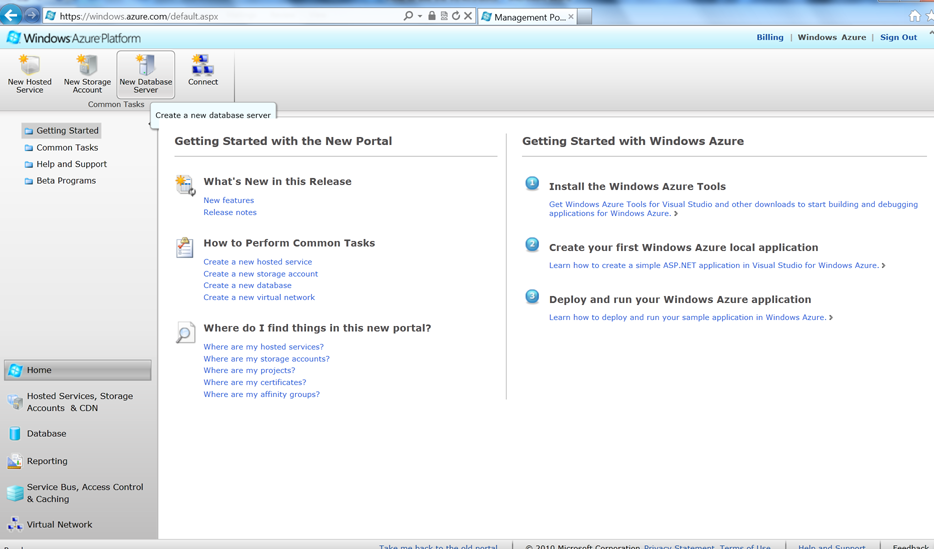 https://windows.azure.com/default.aspx
Management Po...
Windows Azure Platform
Billing | Windows Azure | Sign Out
New Hosted Service
New Storage Account
New Database Server
Connect
Common Tasks
Create a new database server
Getting Started
Common Tasks
Help and Support
Beta Programs
Home
Hosted Services, Storage
Accounts & CDN
Database
Reporting
Service Bus, Access Control
& Caching
Virtual Network
Getting Started with the New Portal
What's New in this Release
New features
Release notes
How to Perform Common Tasks
Create a new hosted service
Create a new storage account
Create a new database
Create a new virtual network
Where do I find things in this new portal?
Where are my hosted services?
Where are my storage accounts?
Where are my projects?
Where are my certificates?
Where are my affinity groups?
Getting Started with Windows Azure
1 Install the Windows Azure Tools
Get Windows Azure Tools for Visual Studio and other downloads to start building and debugging
applications for Windows Azure.
2 Create your first Windows Azure local application
Learn how to create a simple ASP.NET application in Visual Studio for Windows Azure.
3 Deploy and run your Windows Azure application
Learn how to deploy and run your sample application in Windows Azure.
Take me back to the old portal | © 2010 Microsoft Corporation Privacy Statement Terms of Use | Help and Support | Feedback